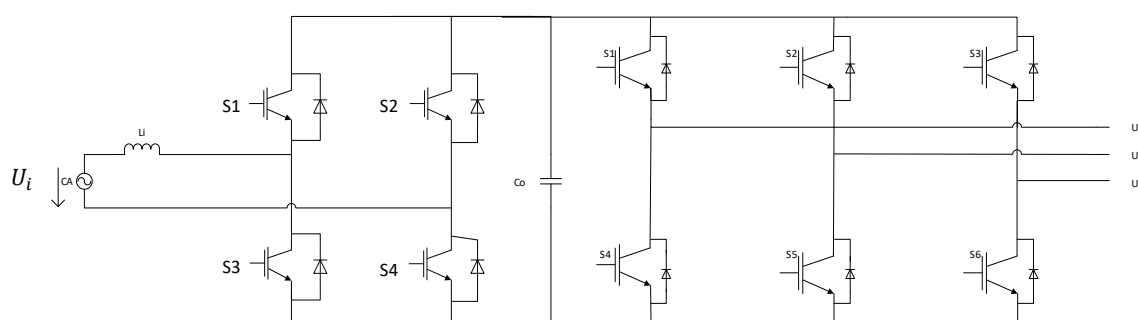 S1 S2 S3
S1 S2
Li
U
U_i CA
U
Co
U
S3 S4
S4 S5 S6